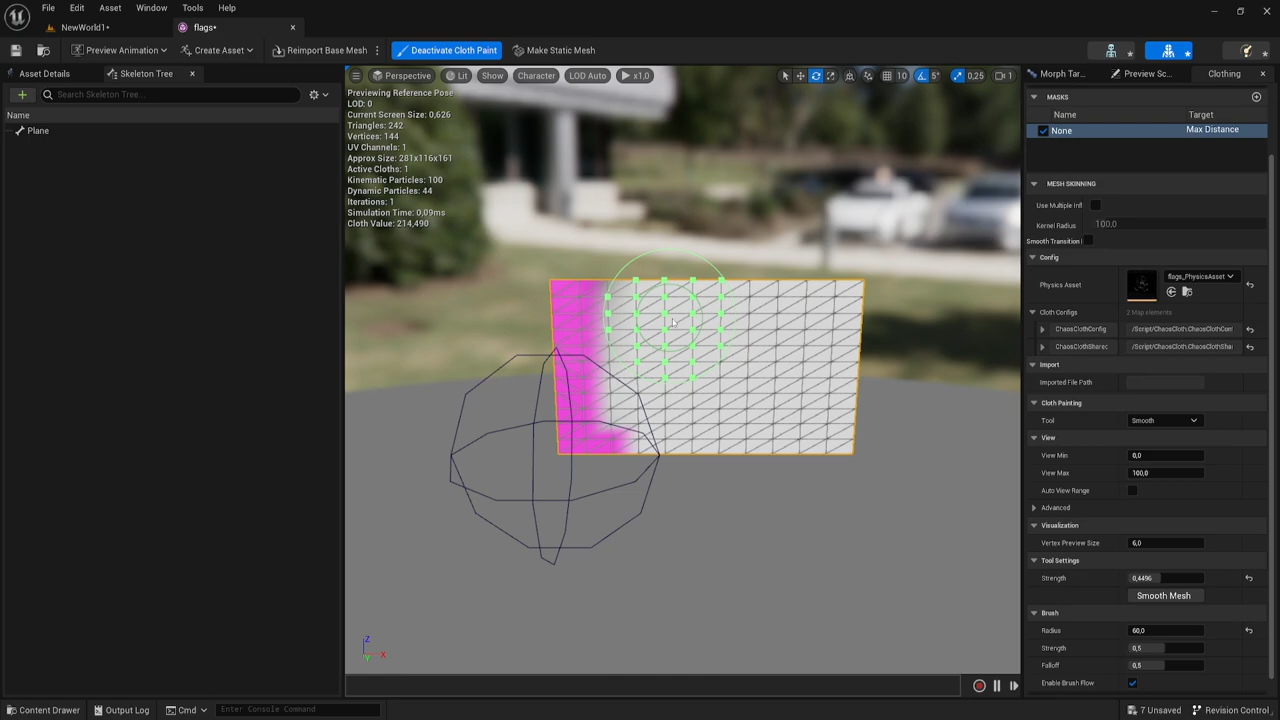 File Edit Asset Window Tools Help
NewWorld1*
flags*
Preview Animation
Create Asset
Reimport Base Mesh
Deactivate Cloth Paint
Make Static Mesh
Asset Details
Skeleton Tree
Search Skeleton Tree...
Name
Plane
Perspective
Lit
Show
Character
LOD Auto
x1,0
10
5°
0,25
1
Previewing Reference Pose
LOD: 0
Current Screen Size: 0,626
Triangles: 242
Vertices: 144
UV Channels: 1
Approx Size: 281x116x161
Active Cloths: 1
Kinematic Particles: 100
Dynamic Particles: 44
Iterations: 1
Simulation Time: 0,09ms
Cloth Value: 214,490
Z
X
Y
Morph Tar...
Preview Sc...
Clothing
MASKS
Name Target
None Max Distance
MESH SKINNING
Use Multiple Infl
Kernel Radius 100,0
Smooth Transition
Config
Physics Asset flags_PhysicsAsset
Cloth Configs 2 Map elements
ChaosClothConfig /Script/ChaosCloth.ChaosClothCon
ChaosClothSharec /Script/ChaosCloth.ChaosClothSha
Import
Imported File Path
Cloth Painting
Tool Smooth
View
View Min 0,0
View Max 100,0
Auto View Range
Advanced
Visualization
Vertex Preview Size 6,0
Tool Settings
Strength 0,4496
Smooth Mesh
Brush
Radius 60,0
Strength 0,5
Falloff 0,5
Enable Brush Flow
Content Drawer
Output Log
Cmd
Enter Console Command
7 Unsaved
Revision Control